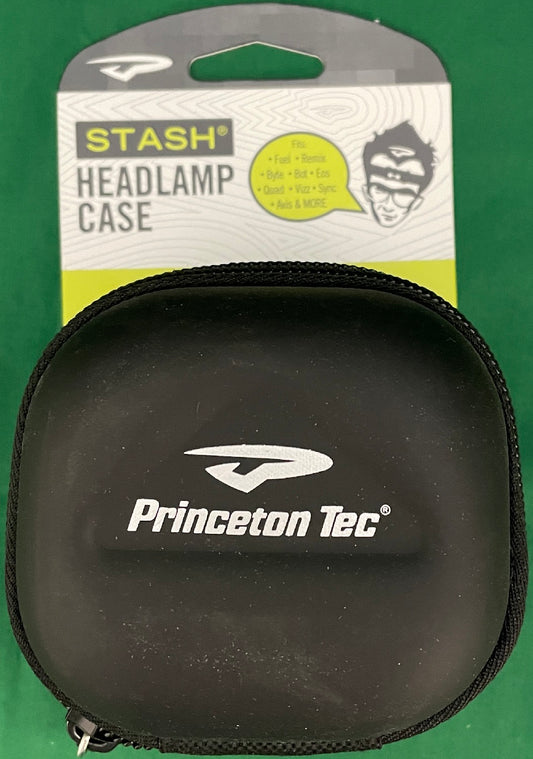 STASH®
HEADLAMP
CASE
Fits:
• Fuel • Remix
• Byte • Bot • Eos
• Quad • Vizz • Sync
• Axis & MORE
Princeton Tec®